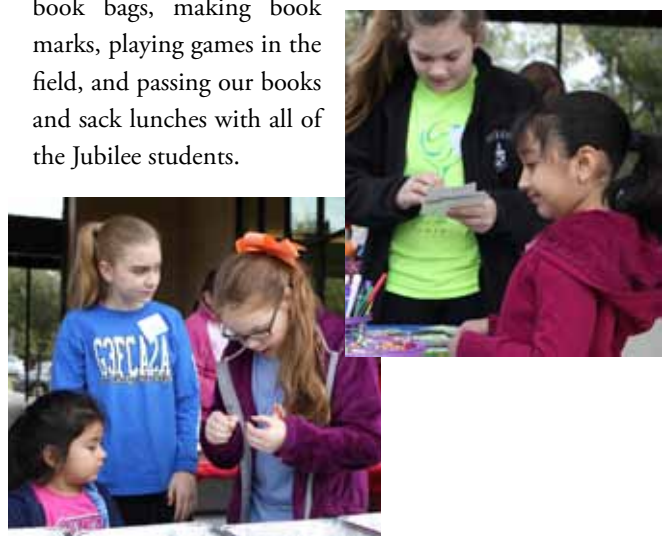 book bags, making book
marks, playing games in the
field, and passing our books
and sack lunches with all of
the Jubilee students.